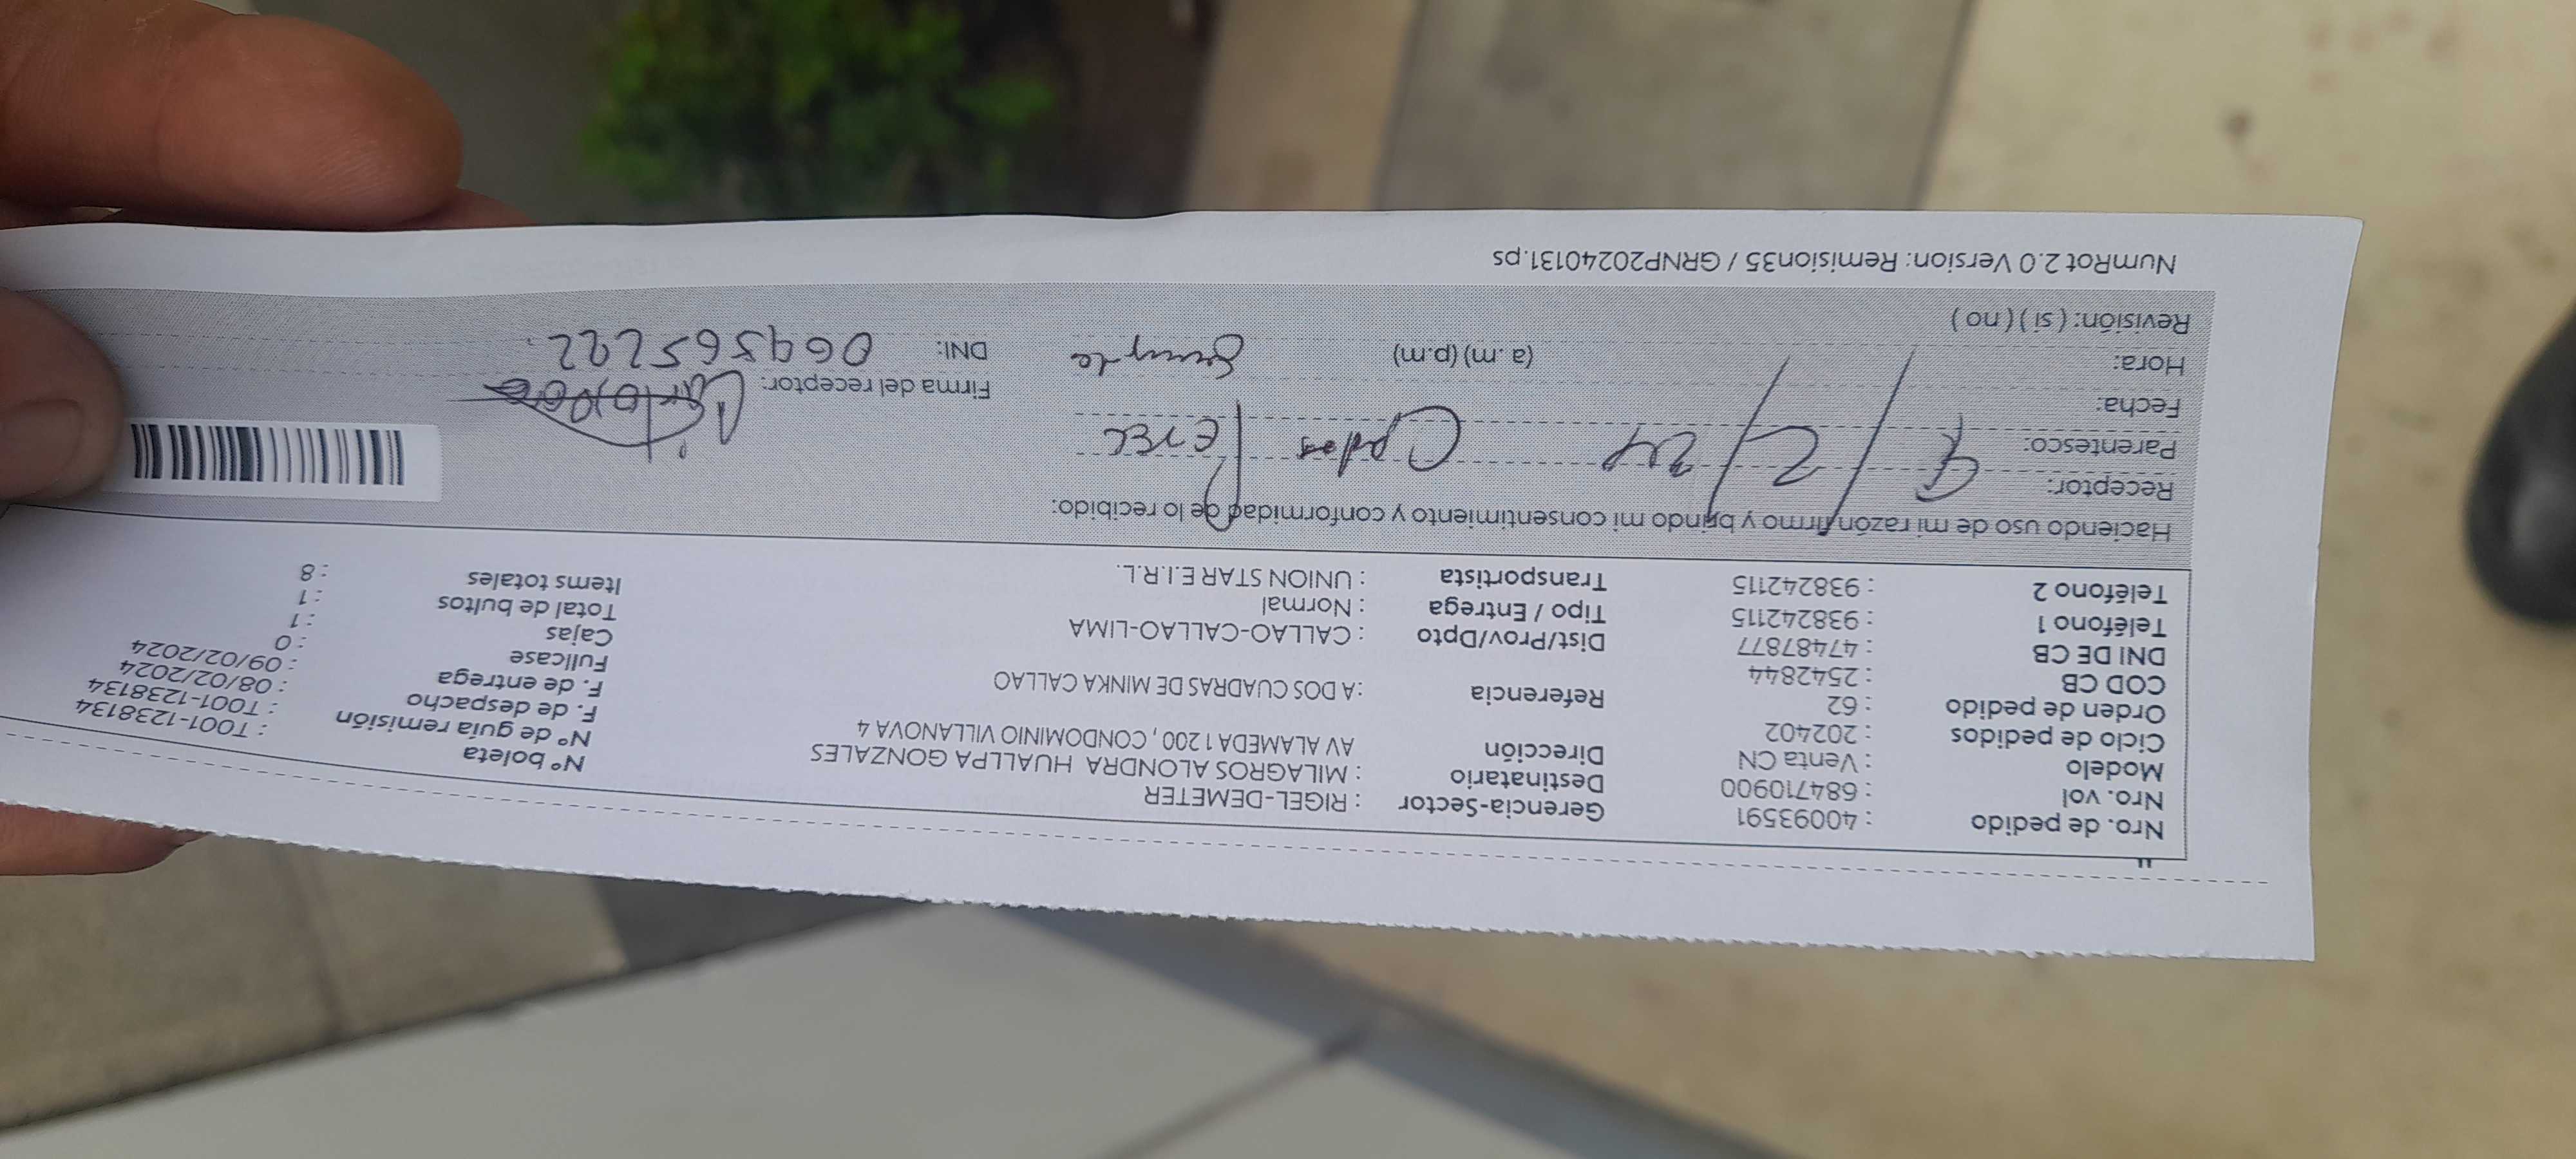 Nro. de pedido : 40093591 Gerencia-Sector : RIGEL-DEMETER Nº boleta : T001-1238134
Nro. vol : 684710900 Destinatario : MILAGROS ALONDRA HUALLPA GONZALES Nº de guía remisión : T001-1238134
Modelo : Venta CN Dirección AV ALAMEDA 1200 , CONDOMINIO VILLANOVA 4 F. de despacho : 08/02/2024
Ciclo de pedidos : 202402 F. de entrega : 09/02/2024
Orden de pedido : 62 Referencia : A DOS CUADRAS DE MINKA CALLAO Fullcase : 0
COD CB : 2542844 Cajas : 1
DNI DE CB : 47487877 Dist/Prov/Dpto : CALLAO-CALLAO-LIMA Total de bultos : 1
Teléfono 1 : 938242115 Tipo / Entrega : Normal Items totales : 8
Teléfono 2 : 938242115 Transportista : UNION STAR E.I.R.L.
Haciendo uso de mi razón firmo y brindo mi consentimiento y conformidad de lo recibido:
Receptor:
Parentesco: 9/2/24
Fecha: Firma del receptor:
Hora: (a.m) (p.m) DNI:
Revisión: ( sí ) ( no )
NumRot 2.0 Version: Remision35 / GRNP20240131.ps